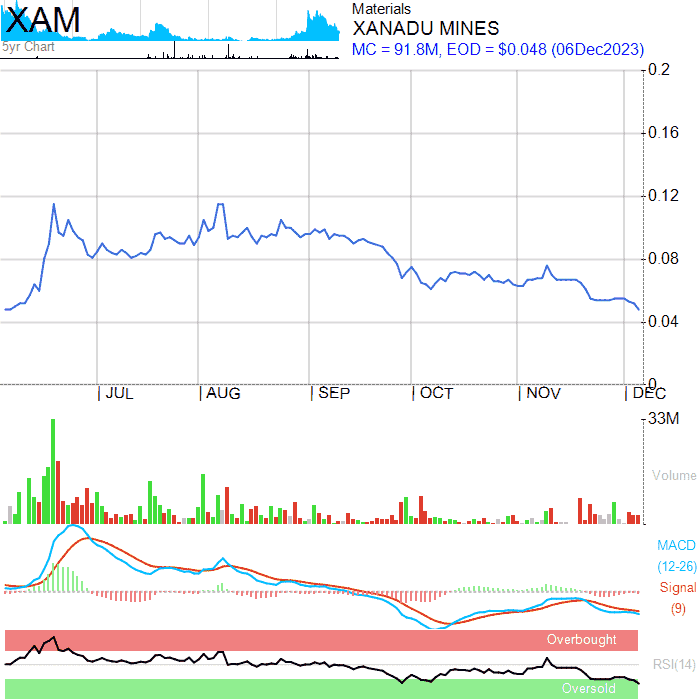 XAM
5yr Chart
Materials
XANADU MINES
MC = 91.8M, EOD = $0.048 (06Dec2023)
0.2
0.16
0.12
0.08
0.04
0
JUL AUG SEP OCT NOV DEC
33M
Volume
MACD
(12-26)
Signal
(9)
Overbought
RSI(14)
Oversold